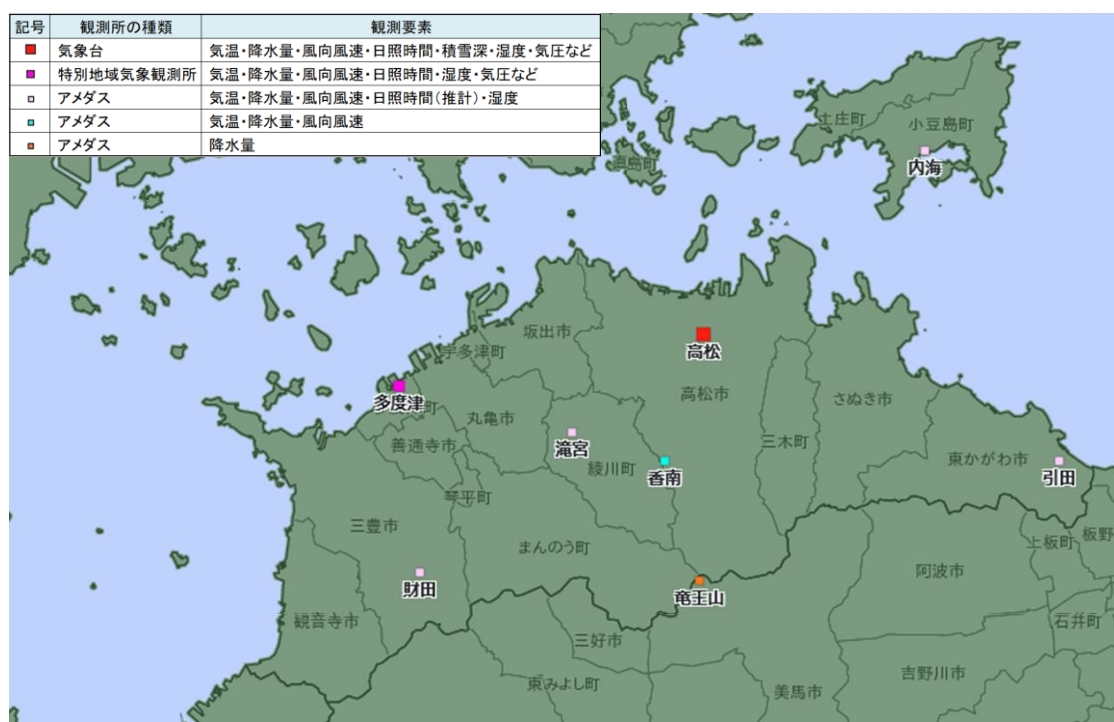 記号 観測所の種類 観測要素
気象台 気温・降水量・風向風速・日照時間・積雪深・湿度・気圧など
特別地域気象観測所 気温・降水量・風向風速・日照時間・湿度・気圧など
アメダス 気温・降水量・風向風速・日照時間(推計)・湿度
アメダス 気温・降水量・風向風速
アメダス 降水量
土庄町
小豆島町
直島町
内海
坂出市
宇多津町
高松
多度津
高松市
さぬき市
丸亀市
善通寺市
滝宮
三木町
綾川町
香南
東かがわ市
引田
琴平町
三豊市
まんのう町
上板町
板野
阿波市
財田
竜王山
観音寺市
三好市
石井町
東みよし町
美馬市
吉野川市